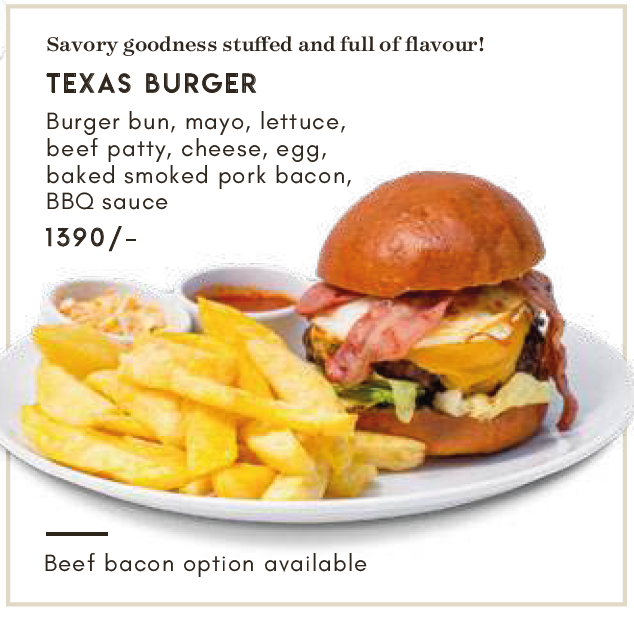 Savory goodness stuffed and full of flavour!
TEXAS BURGER
Burger bun, mayo, lettuce,
beef patty, cheese, egg,
baked smoked pork bacon,
BBQ sauce
1390/-
Beef bacon option available